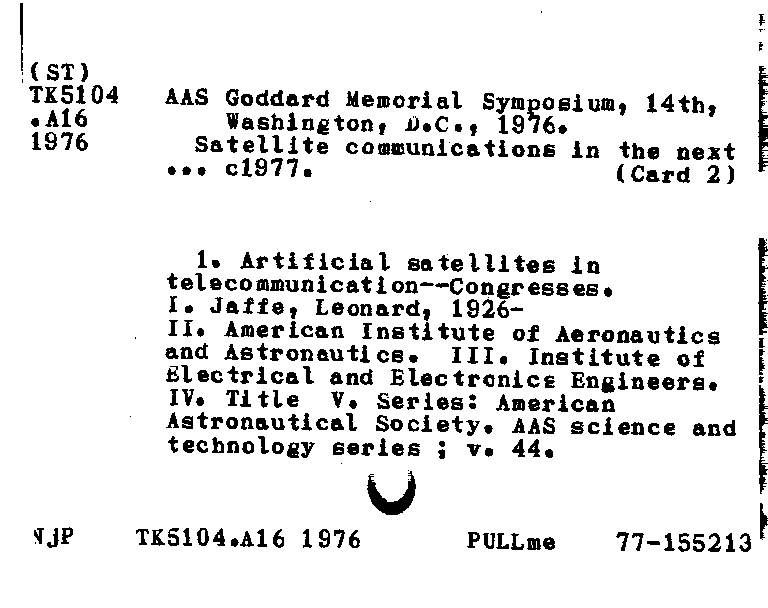 (ST)
TK5104 AAS Goddard Memorial Symposium, 14th,
.A16 Washington, D.C., 1976.
1976 Satellite communications in the next
... c1977. (Card 2)
1. Artificial satellites in
telecommunication--Congresses.
I. Jaffe, Leonard, 1926-
II. American Institute of Aeronautics
and Astronautics. III. Institute of
Electrical and Electronics Engineers.
IV. Title V. Series: American
Astronautical Society. AAS science and
technology series ; v. 44.
NJP TK5104.A16 1976 PULLme 77-155213